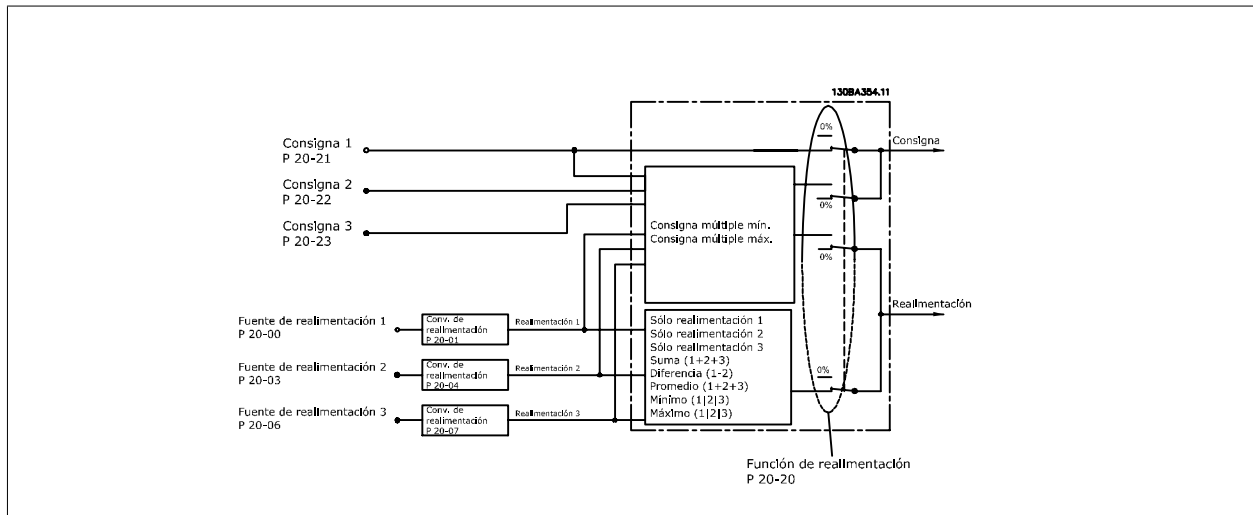 130BA354.11
0%
Consigna
Consigna 1
P 20-21
Consigna 2
P 20-22
0%
Consigna 3
P 20-23
Consigna múltiple mín.
Consigna múltiple máx.
0%
Realimentación
Fuente de realimentación 1
P 20-00
Conv. de
realimentación
P 20-01
Realimentación 1
Fuente de realimentación 2
P 20-03
Conv. de
realimentación
P 20-04
Realimentación 2
Fuente de realimentación 3
P 20-06
Conv. de
realimentación
P 20-07
Realimentación 3
Sólo realimentación 1
Sólo realimentación 2
Sólo realimentación 3
Suma (1+2+3)
Diferencia (1-2)
Promedio (1+2+3)
Mínimo (1|2|3)
Máximo (1|2|3)
0%
Función de realimentación
P 20-20